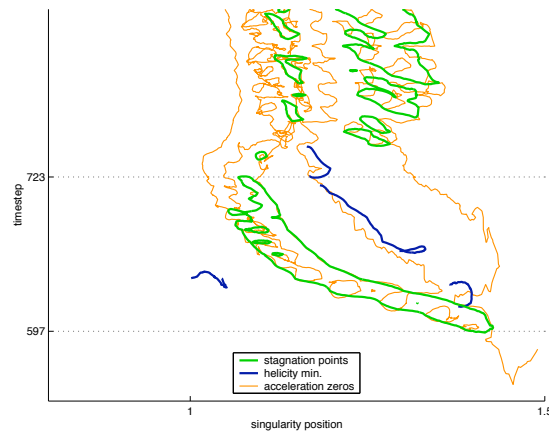 723
timestep
597
stagnation points
helicity min.
acceleration zeros
1
1.5
singularity position